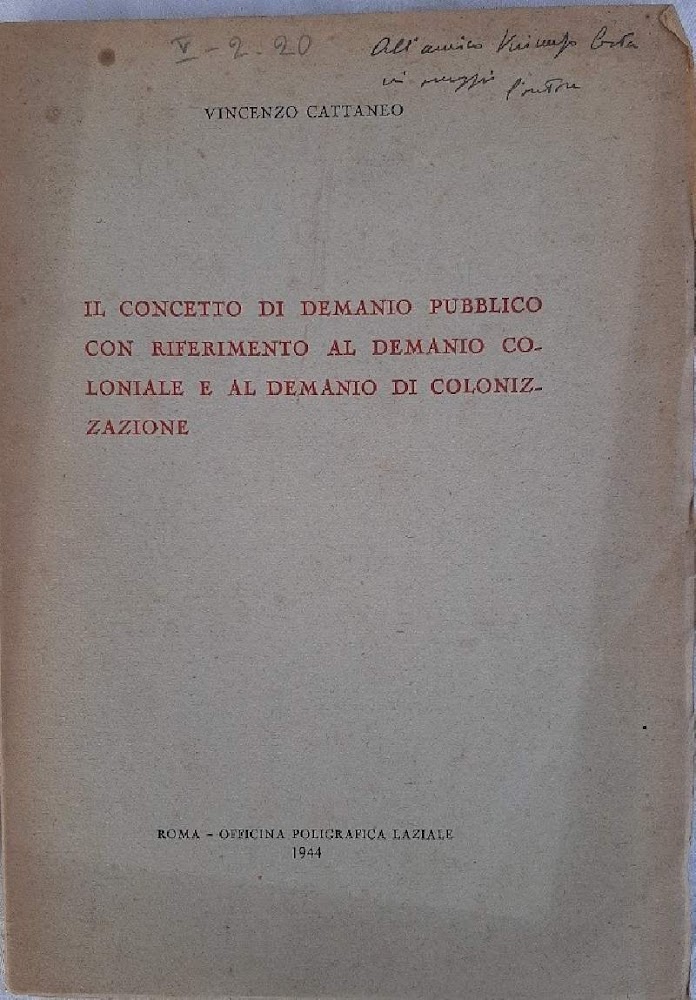 V-2-20
All'amico
l'autore
VINCENZO CATTANEO
IL CONCETTO DI DEMANIO PUBBLICO
CON RIFERIMENTO AL DEMANIO CO-
LONIALE E AL DEMANIO DI COLONIZ-
ZAZIONE
ROMA - OFFICINA POLIGRAFICA LAZIALE
1944